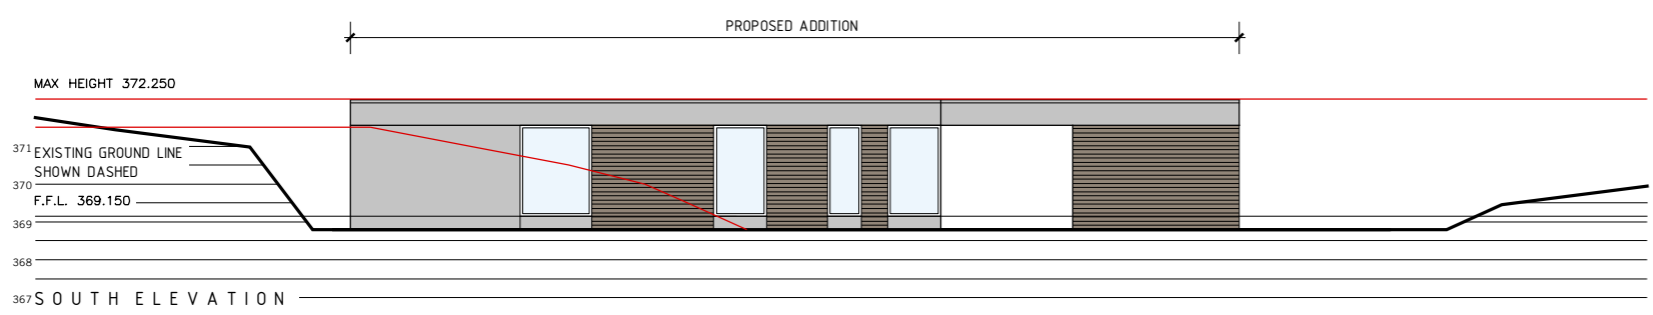 PROPOSED ADDITION
MAX HEIGHT 372.250
371
EXISTING GROUND LINE
SHOWN DASHED
370
F.F.L. 369.150
369
368
367
SOUTH ELEVATION